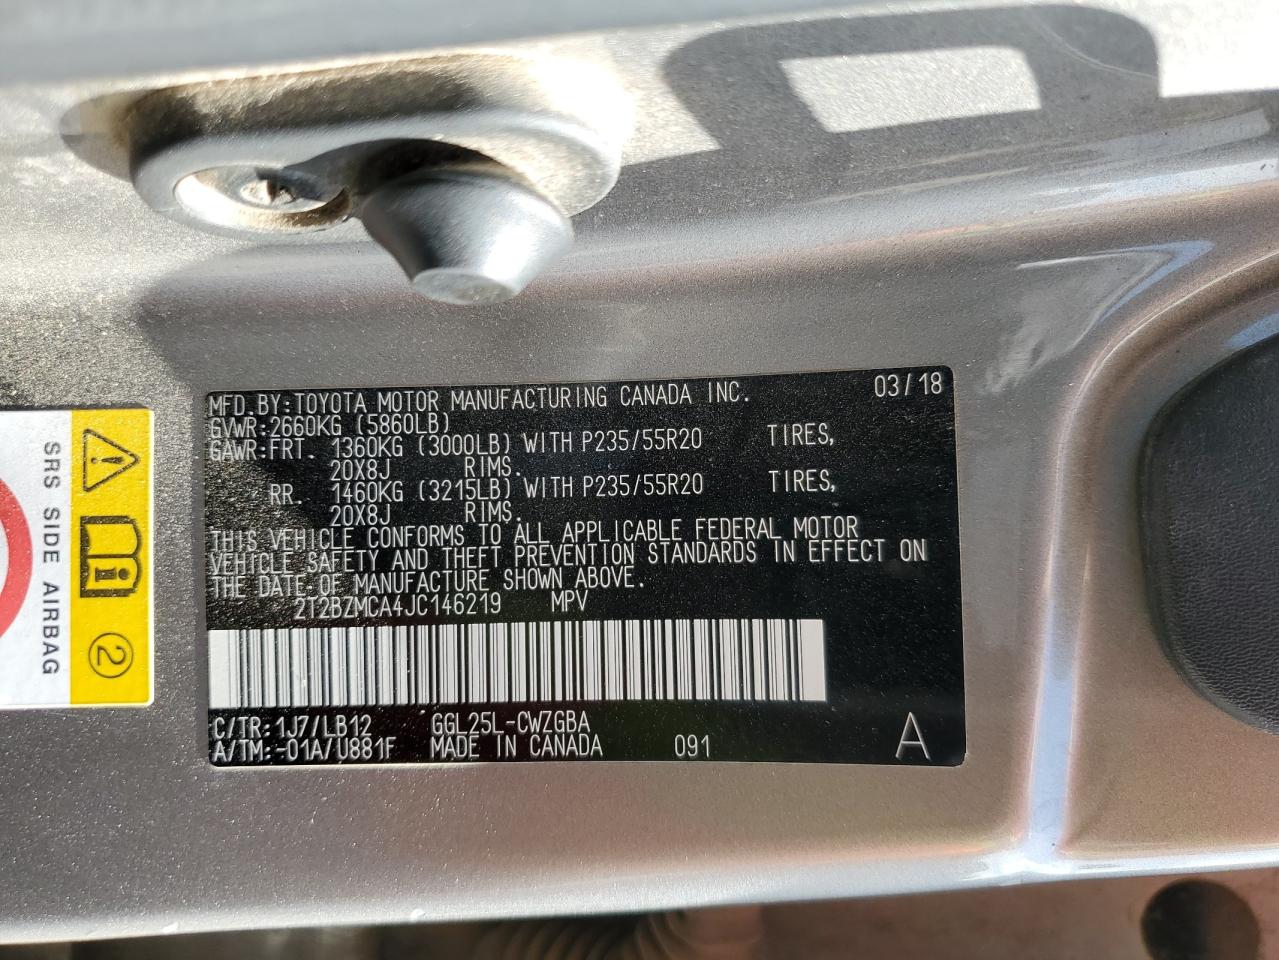 MFD.BY:TOYOTA MOTOR MANUFACTURING CANADA INC. 03/18
GVWR:2660KG (5860LB)
GAWR:FRT. 1360KG (3000LB) WITH P235/55R20 TIRES,
20X8J RIMS.
RR. 1460KG (3215LB) WITH P235/55R20 TIRES,
20X8J RIMS.
THIS VEHICLE CONFORMS TO ALL APPLICABLE FEDERAL MOTOR
VEHICLE SAFETY AND THEFT PREVENTION STANDARDS IN EFFECT ON
THE DATE OF MANUFACTURE SHOWN ABOVE.
2T2BZMCA4JC146219 MPV
C/TR:1J7/LB12 GGL25L-CWZGBA
A/TM:-01A/U881F MADE IN CANADA 091 A
SRS SIDE AIRBAG
2